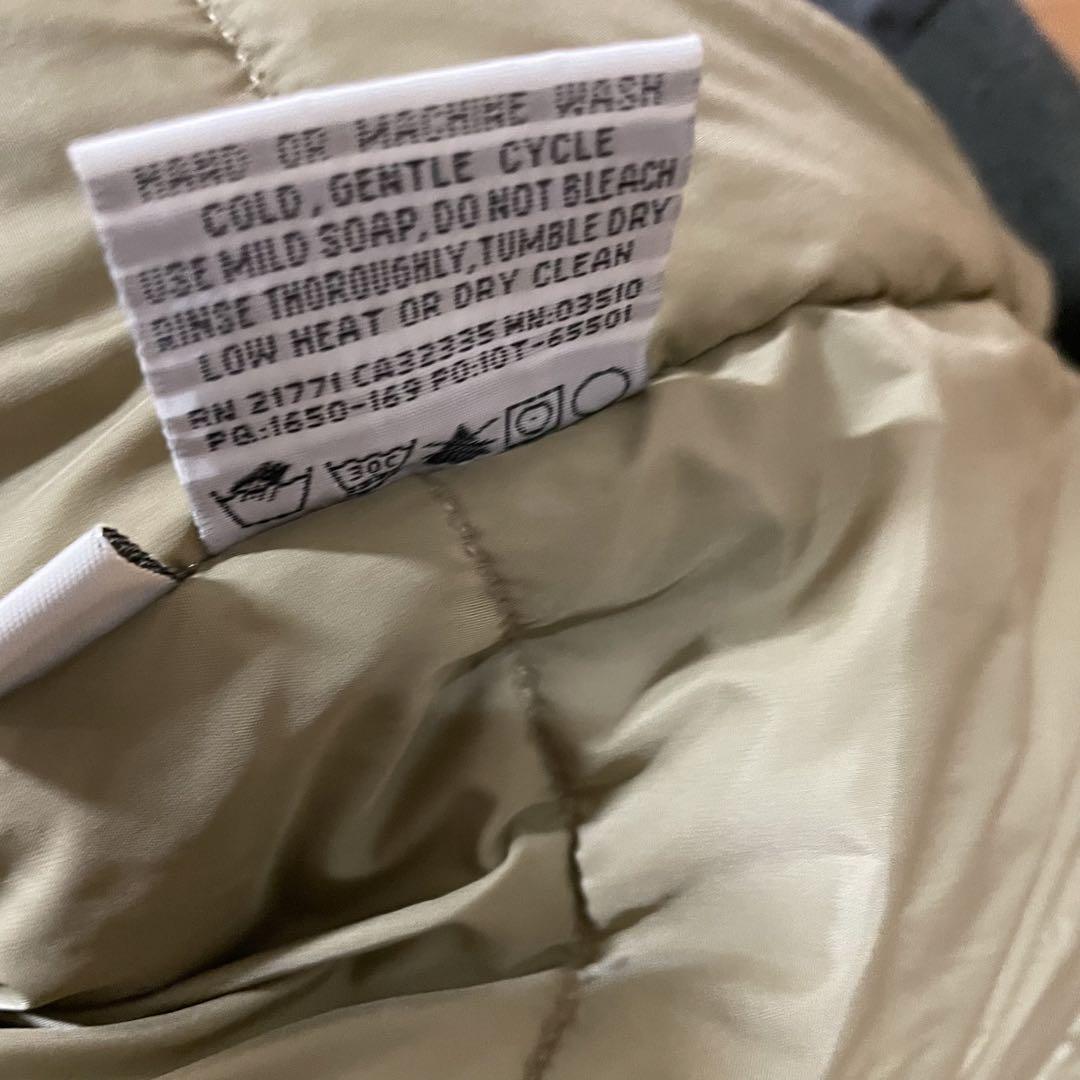 HAND OR MACHINE WASH
COLD, GENTLE CYCLE
USE MILD SOAP, DO NOT BLEACH
RINSE THOROUGHLY, TUMBLE DRY
LOW HEAT OR DRY CLEAN
RN 21771 CA32335 MN:03510
PQ:1650-169 PO:10T-65501
30C